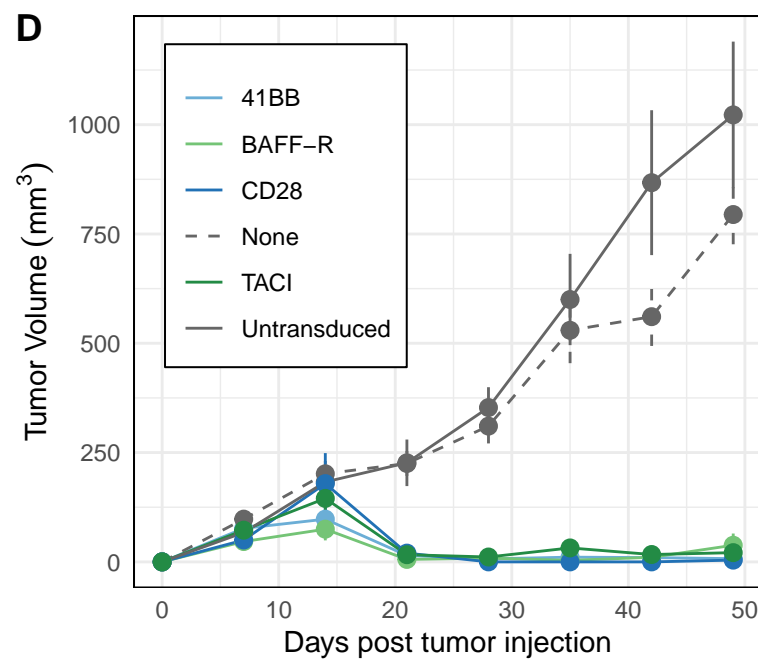 D
41BB
BAFF−R
CD28
None
TACI
Untransduced
Tumor Volume (mm³)
1000
750
500
250
0
0 10 20 30 40 50
Days post tumor injection